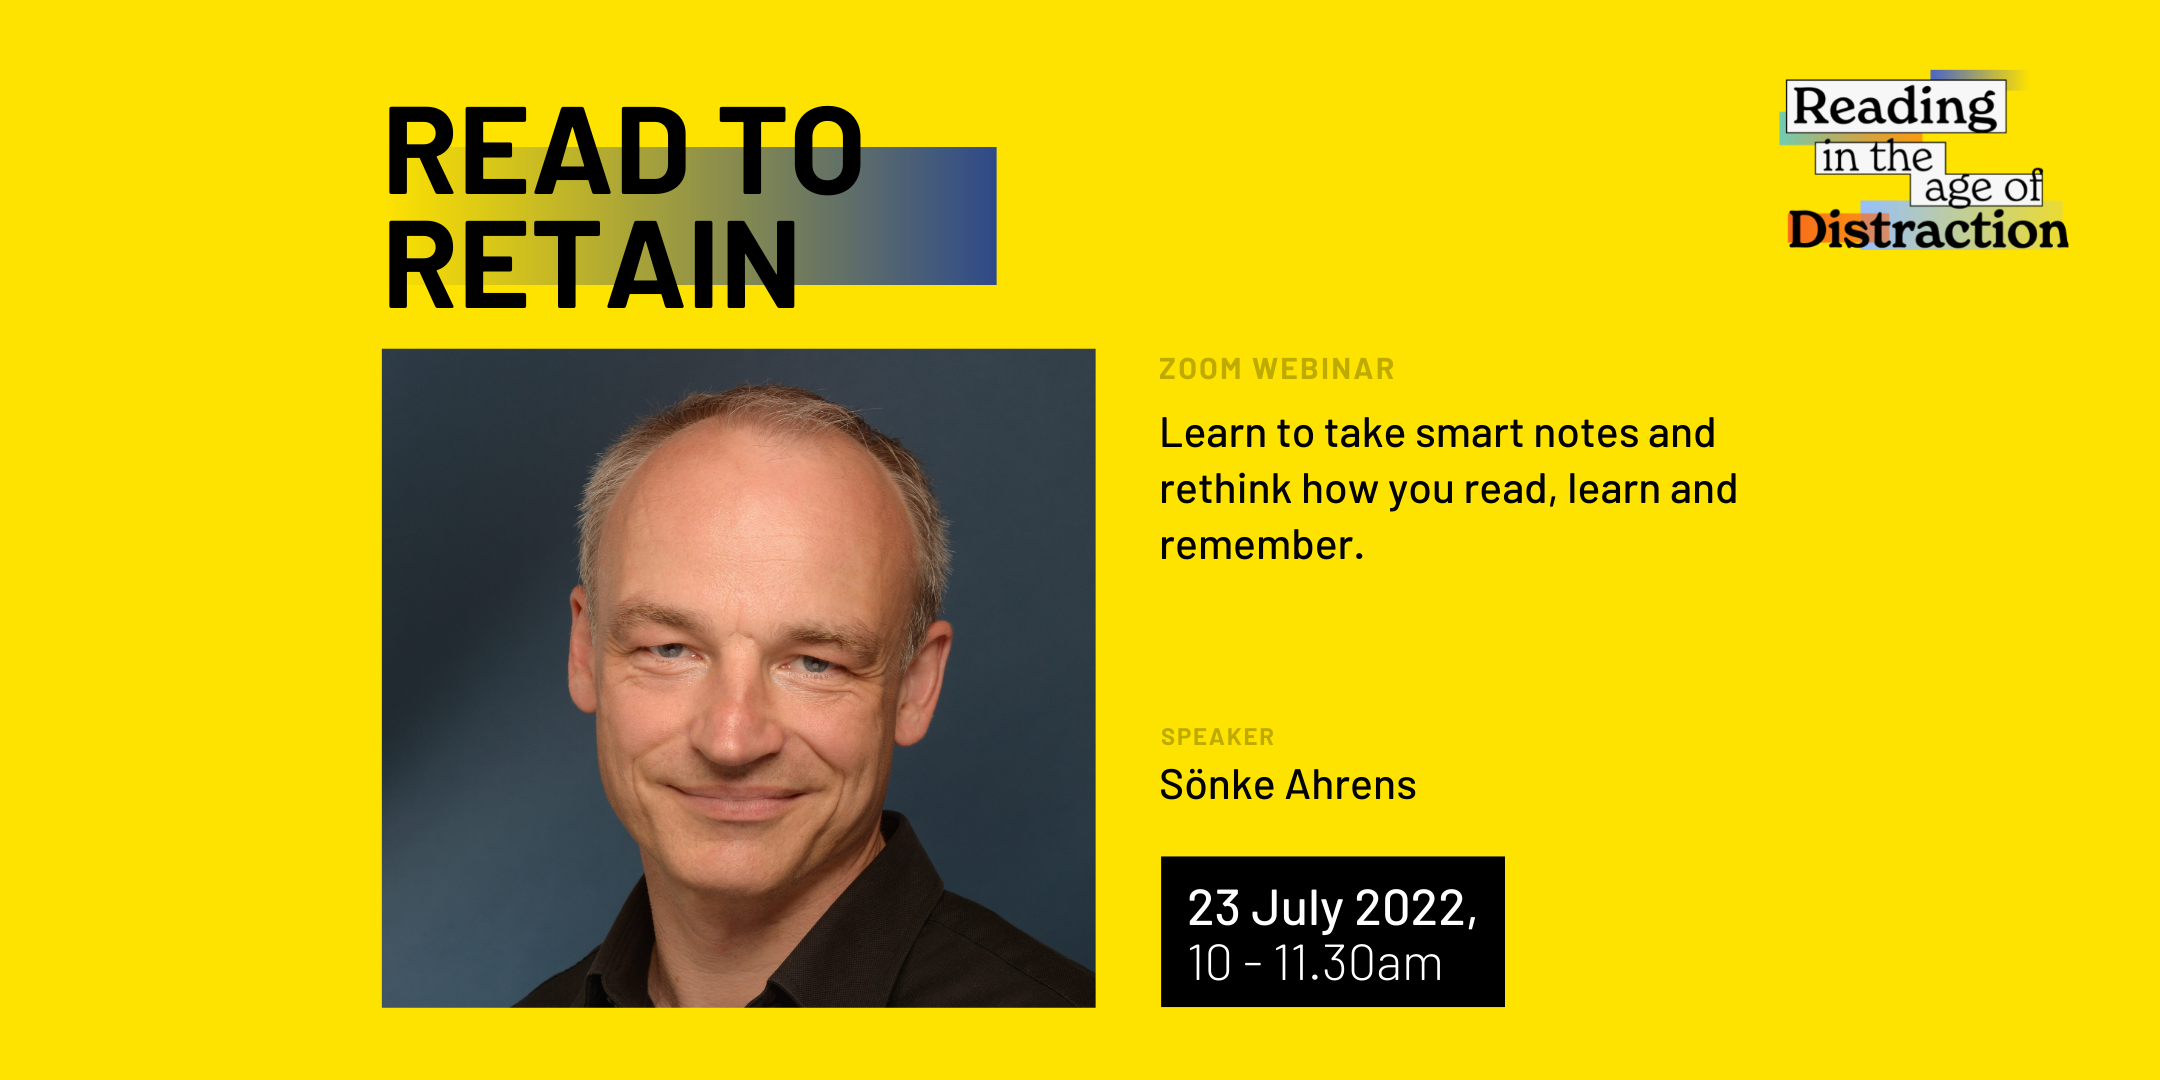 READ TO
RETAIN
Reading
in the
age of
Distraction
ZOOM WEBINAR
Learn to take smart notes and
rethink how you read, learn and
remember.
SPEAKER
Sönke Ahrens
23 July 2022,
10 - 11.30am